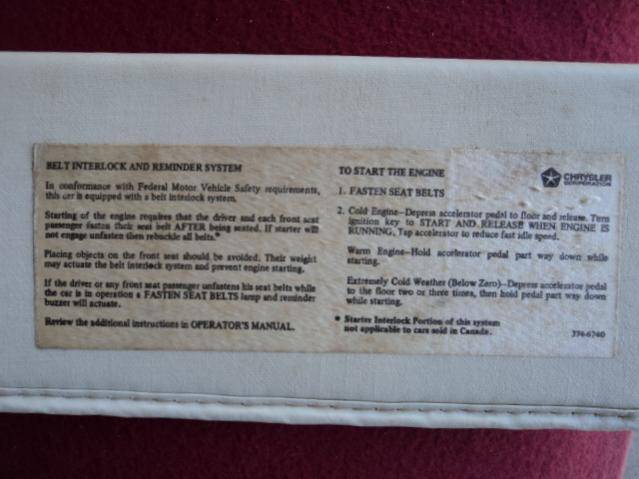 BELT INTERLOCK AND REMINDER SYSTEM
In conformance with Federal Motor Vehicle Safety requirements,
this car is equipped with a belt interlock system.
Starting of the engine requires that the driver and each front seat
passenger fasten their seat belt AFTER being seated. If starter will
not engage unfasten then rebuckle all belts.*
Placing objects on the front seat should be avoided. Their weight
may actuate the belt interlock system and prevent engine starting.
If the driver or any front seat passenger unfastens his seat belts while
the car is in operation a FASTEN SEAT BELTS lamp and reminder
buzzer will actuate.
Review the additional instructions in OPERATOR'S MANUAL.
CHRYSLER
CORPORATION
TO START THE ENGINE
1. FASTEN SEAT BELTS
2. Cold Engine—Depress accelerator pedal to floor and release. Turn
ignition key to START AND RELEASE WHEN ENGINE IS
RUNNING. Tap accelerator to reduce fast idle speed.
Warm Engine—Hold accelerator pedal part way down while
starting.
Extremely Cold Weather (Below Zero)—Depress accelerator pedal
to the floor two or three times, then hold pedal part way down
while starting.
* Starter Interlock Portion of this system
not applicable to cars sold in Canada.
374-6740